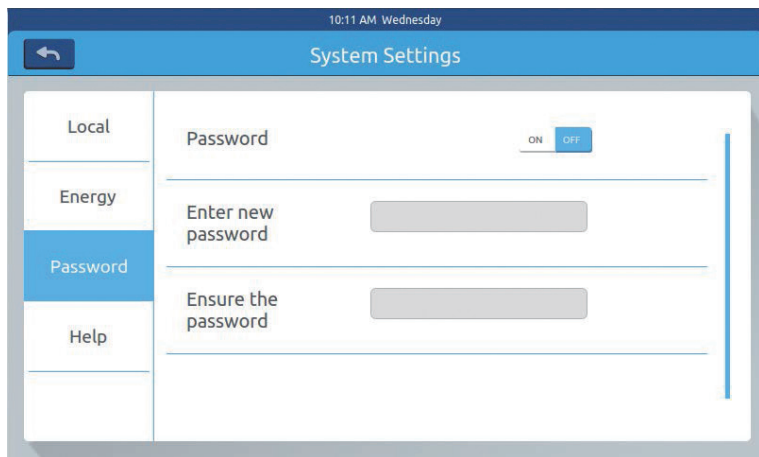 10:11 AM Wednesday
System Settings
Local
Energy
Password
Help
Password
ON OFF
Enter new
password
Ensure the
password